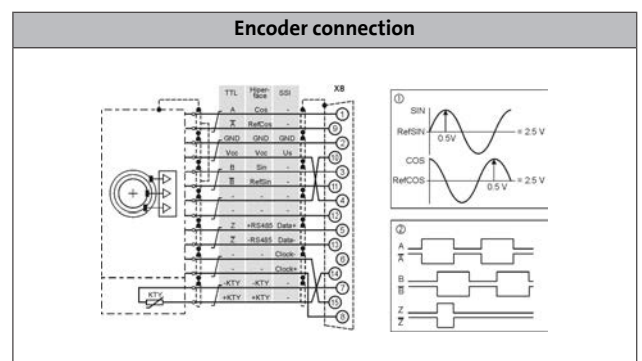 Encoder connection
TTL Hiper- face SSI X8
A Cos -
A̅ RefCos -
GND GND GND
Vcc Vcc Us
B Sin -
B̅ RefSin -
- - -
- - -
Z +RS485 Data+
Z̅ -RS485 Data-
- - Clock-
- - Clock+
-KTY -KTY -
+KTY +KTY -
KTY
1
9
2
10
3
11
4
12
5
13
6
14
7
15
8
①
SIN
RefSIN 0.5V = 2.5 V
COS
RefCOS 0.5 V = 2.5 V
②
A
A̅
B
B̅
Z
Z̅